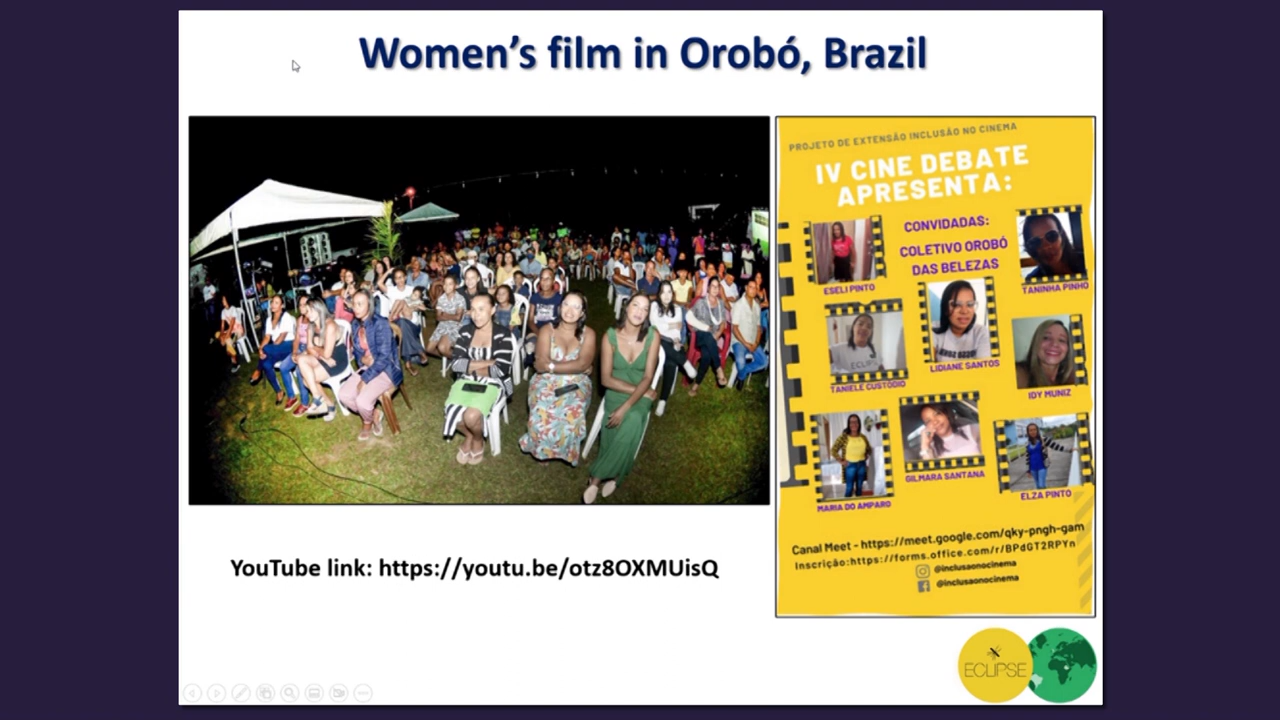 Women's film in Orobó, Brazil
PROJETO DE EXTENSÃO INCLUSÃO NO CINEMA
IV CINE DEBATE
APRESENTA:
CONVIDADAS:
COLETIVO OROBÓ
DAS BELEZAS
ESELI PINTO
TANINHA PINHO
TANIELE CUSTÓDIO
LIDIANE SANTOS
IDY MUNIZ
MARIA DO AMPARO
GILMARA SANTANA
ELZA PINTO
Canal Meet - https://meet.google.com/qky-pngh-gam
Inscrição:https://forms.office.com/r/BPdGT2RPYn
@inclusaonocinema
@inclusaonocinema
YouTube link: https://youtu.be/otz8OXMUisQ
ECLIPSE